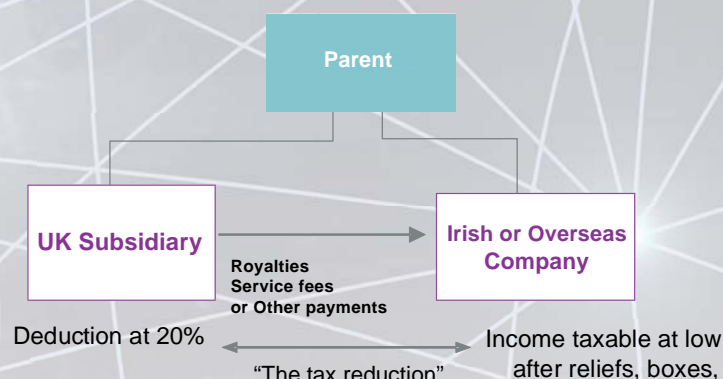 Parent
UK Subsidiary
Irish or Overseas
Company
Royalties
Service fees
or Other payments
Deduction at 20%
Income taxable at low
after reliefs, boxes,
“The tax reduction”